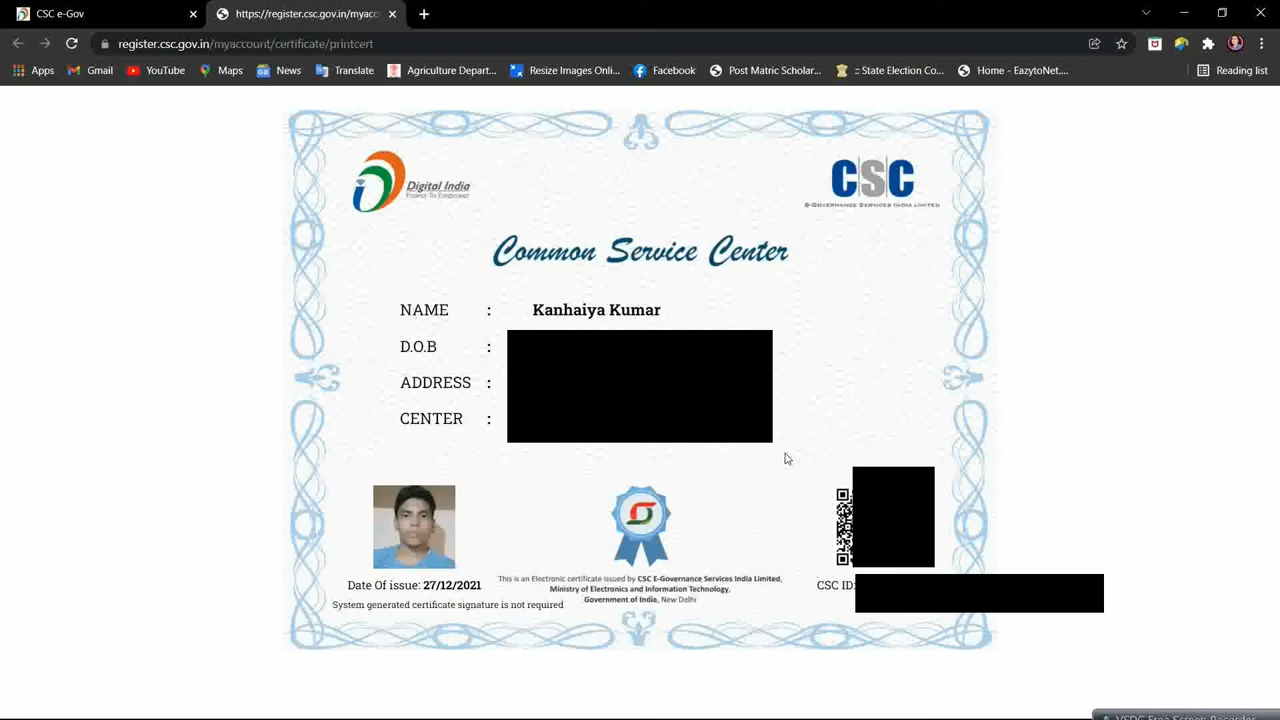 CSC e-Gov
https://register.csc.gov.in/myacc
register.csc.gov.in/myaccount/certificate/printcert
Apps Gmail YouTube Maps News Translate Agriculture Depart... Resize Images Onli... Facebook Post Matric Scholar... :: State Election Co... Home - EazytoNet.... Reading list
Digital India
Power To Empower
CSC
E-GOVERNANCE SERVICES INDIA LIMITED
Common Service Center
NAME : Kanhaiya Kumar
D.O.B :
ADDRESS :
CENTER :
Date Of issue: 27/12/2021
System generated certificate signature is not required
This is an Electronic certificate issued by CSC E-Governance Services India Limited,
Ministry of Electronics and Information Technology,
Government of India, New Delhi
CSC ID:
VSDC Free Screen Recorder